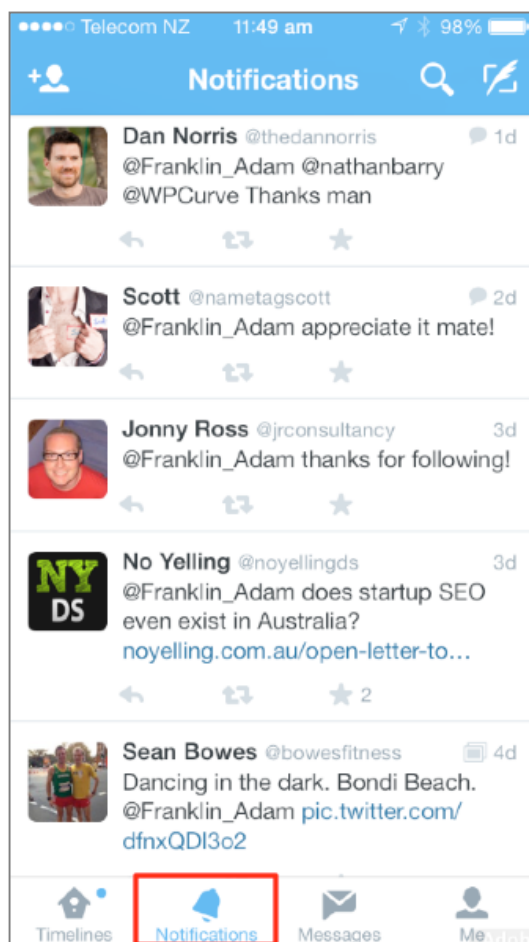 Telecom NZ 11:49 am 98%
Notifications
Dan Norris @thedannorris 1d
@Franklin_Adam @nathanbarry
@WPCurve Thanks man
Scott @nametagscott 2d
@Franklin_Adam appreciate it mate!
Jonny Ross @jrconsultancy 3d
@Franklin_Adam thanks for following!
NY
DS
No Yelling @noyellingds 3d
@Franklin_Adam does startup SEO
even exist in Australia?
noyelling.com.au/open-letter-to...
2
Sean Bowes @bowesfitness 4d
Dancing in the dark. Bondi Beach.
@Franklin_Adam pic.twitter.com/
dfnxQDI3o2
Timelines Notifications Messages Me